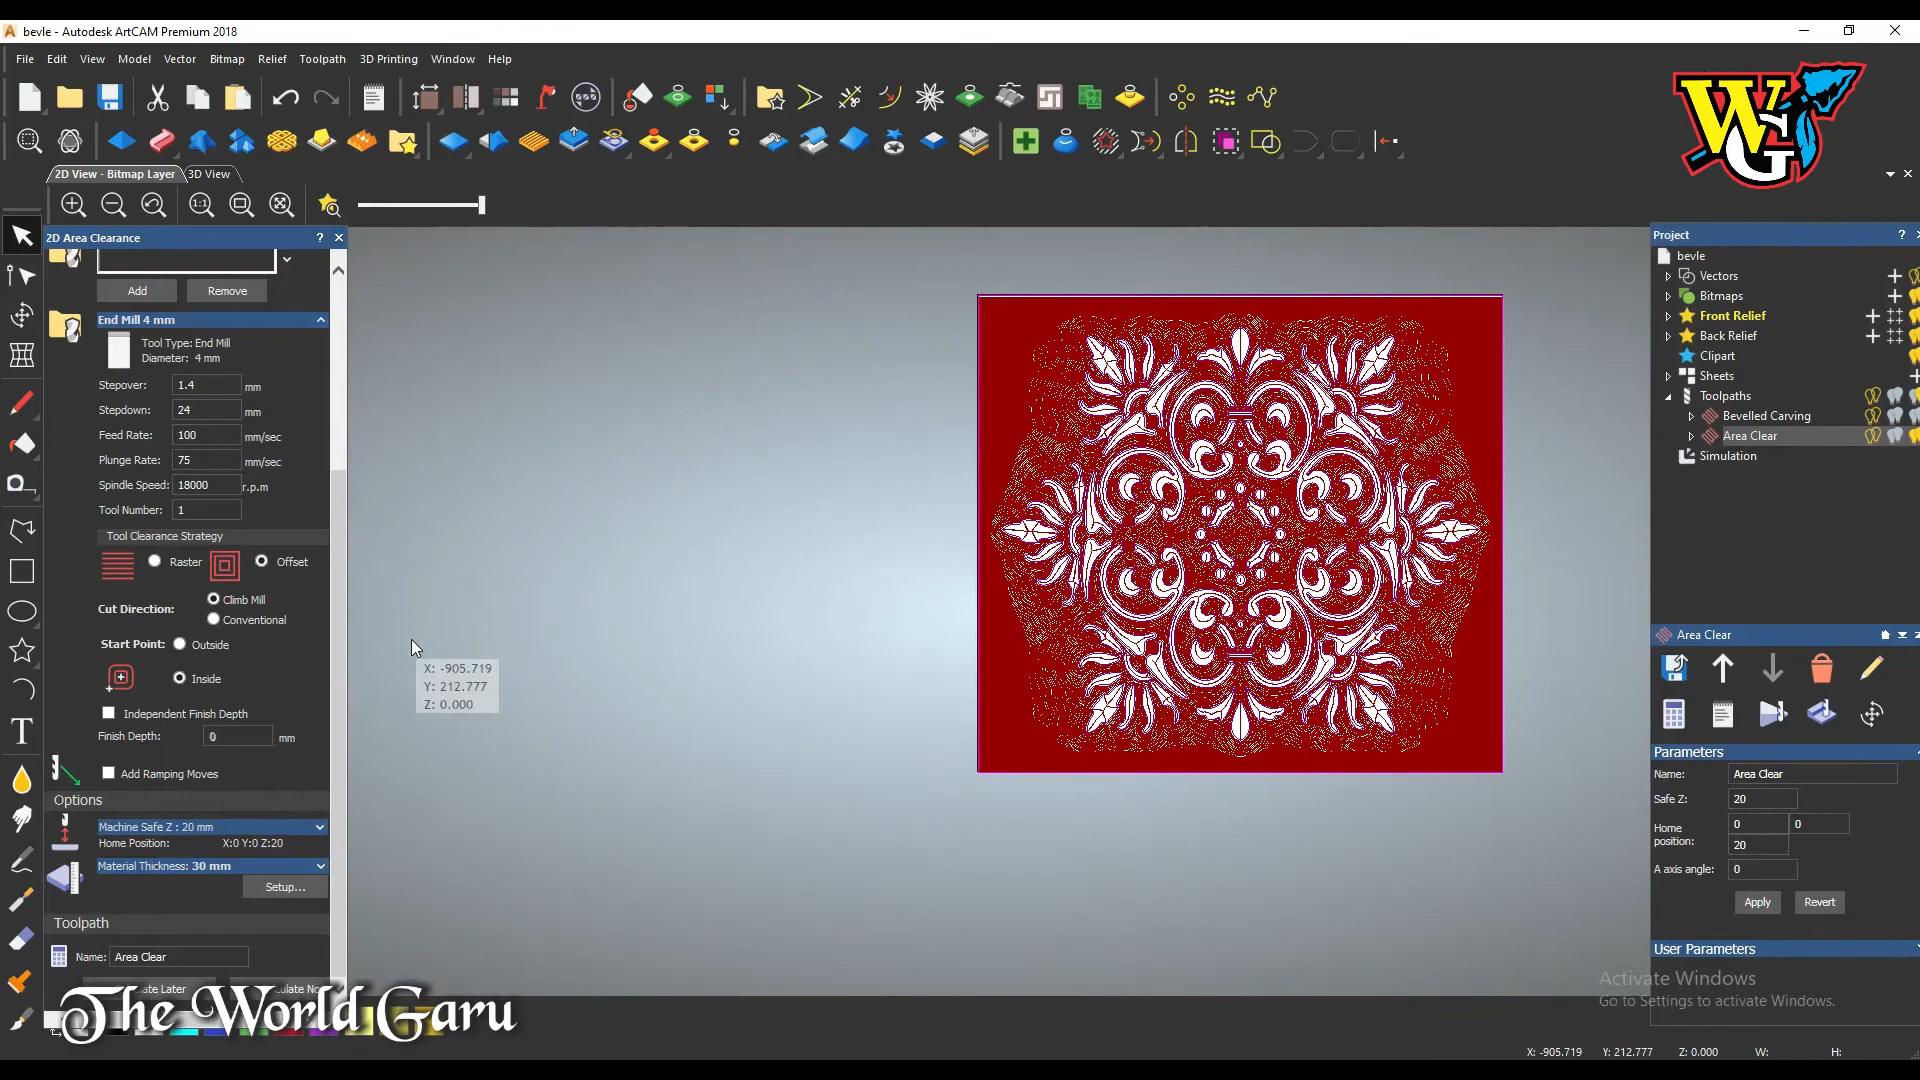 bevle - Autodesk ArtCAM Premium 2018
File Edit View Model Vector Bitmap Relief Toolpath 3D Printing Window Help
WG
2D View - Bitmap Layer 3D View
1:1
2D Area Clearance ?
Add Remove
End Mill 4 mm
Tool Type: End Mill
Diameter: 4 mm
Stepover: 1.4 mm
Stepdown: 24 mm
Feed Rate: 100 mm/sec
Plunge Rate: 75 mm/sec
Spindle Speed: 18000 r.p.m
Tool Number: 1
Tool Clearance Strategy
Raster Offset
Cut Direction: Climb Mill
Conventional
Start Point: Outside
Inside
Independent Finish Depth
Finish Depth: 0 mm
Add Ramping Moves
Options
Machine Safe Z : 20 mm
Home Position: X:0 Y:0 Z:20
Material Thickness: 30 mm
Setup...
Toolpath
Name: Area Clear
The World Garu
X: -905.719
Y: 212.777
Z: 0.000
Project ?
bevle
Vectors
Bitmaps
Front Relief
Back Relief
Clipart
Sheets
Toolpaths
Bevelled Carving
Area Clear
Simulation
Area Clear
Parameters
Name: Area Clear
Safe Z: 20
Home position: 0 0
20
A axis angle: 0
Apply Revert
User Parameters
Activate Windows
Go to Settings to activate Windows.
X: -905.719 Y: 212.777 Z: 0.000 W: H: